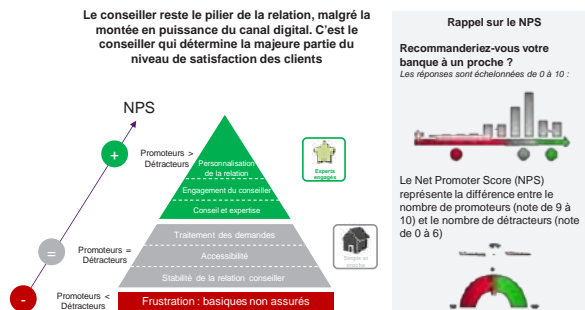 Le conseiller reste le pilier de la relation, malgré la
montée en puissance du canal digital. C'est le
conseiller qui détermine la majeure partie du
niveau de satisfaction des clients
NPS
+
Promoteurs >
Détracteurs
Personnalisation
de la relation
Engagement du conseiller
Conseil et expertise
Experts
engagés
=
Promoteurs =
Détracteurs
Traitement des demandes
Accessibilité
Stabilité de la relation conseiller
Simple et
proche
-
Promoteurs <
Détracteurs
Frustration : basiques non assurés
Rappel sur le NPS
Recommanderiez-vous votre
banque à un proche ?
Les réponses sont échelonnées de 0 à 10 :
Le Net Promoter Score (NPS)
représente la différence entre le
nombre de promoteurs (note de 9 à
10) et le nombre de détracteurs (note
de 0 à 6)